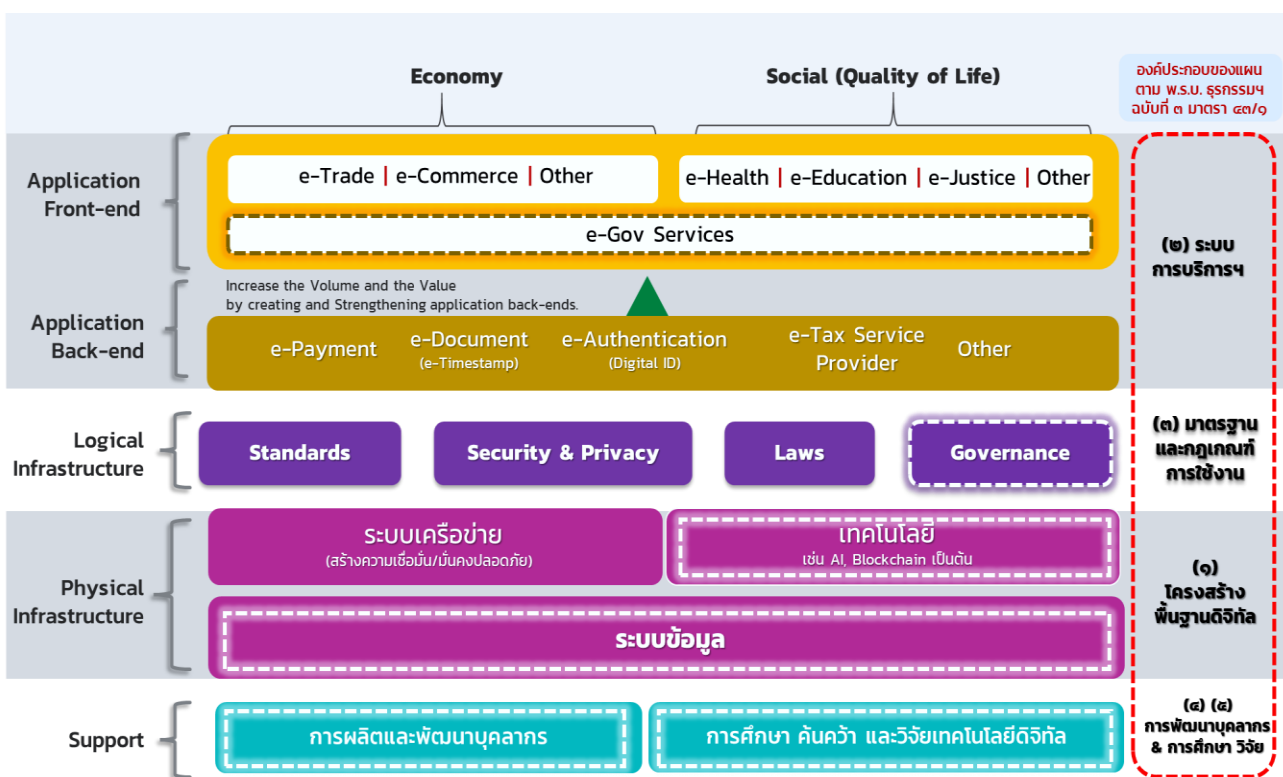 Economy
Social (Quality of Life)
องค์ประกอบของแผน
ตาม พ.ร.บ. ธุรกรรมฯ
ฉบับที่ ๓ มาตรา ๔๓/๑
Application
Front-end
e-Trade | e-Commerce | Other
e-Health | e-Education | e-Justice | Other
e-Gov Services
(๒) ระบบ
การบริการฯ
Increase the Volume and the Value
by creating and Strengthening application back-ends.
Application
Back-end
e-Payment
e-Document
(e-Timestamp)
e-Authentication
(Digital ID)
e-Tax Service
Provider
Other
Logical
Infrastructure
Standards
Security & Privacy
Laws
Governance
(๓) มาตรฐาน
และกฎเกณฑ์
การใช้งาน
Physical
Infrastructure
ระบบเครือข่าย
(สร้างความเชื่อมั่น/มั่นคงปลอดภัย)
เทคโนโลยี
เช่น AI, Blockchain เป็นต้น
ระบบข้อมูล
(๑)
โครงสร้าง
พื้นฐานดิจิทัล
Support
การผลิตและพัฒนาบุคลากร
การศึกษา ค้นคว้า และวิจัยเทคโนโลยีดิจิทัล
(๔) (๕)
การพัฒนาบุคลากร
& การศึกษา วิจัย